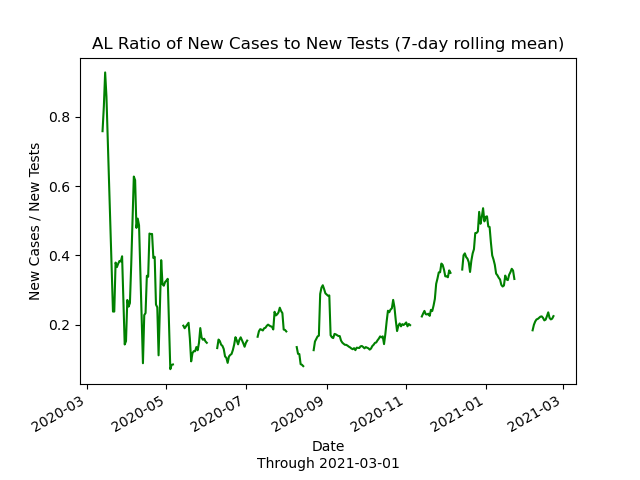 AL Ratio of New Cases to New Tests (7-day rolling mean)
New Cases / New Tests
0.8
0.6
0.4
0.2
2020-03
2020-05
2020-07
2020-09
2020-11
2021-01
2021-03
Date
Through 2021-03-01